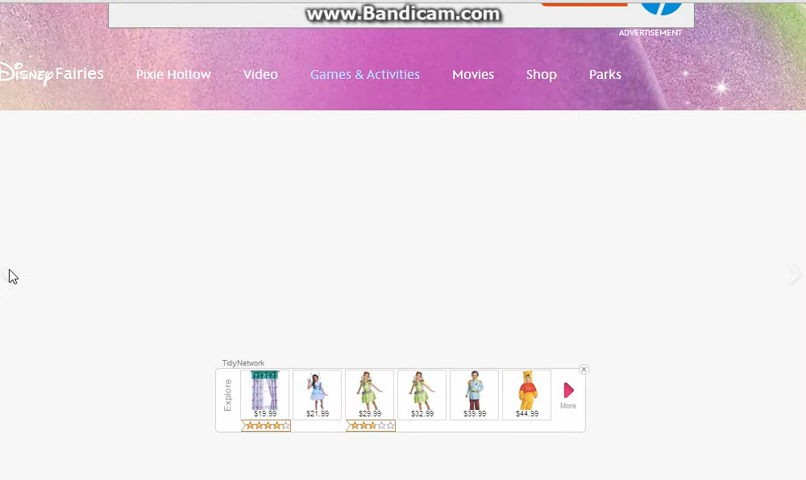 www.Bandicam.com
ADVERTISEMENT
Disney Fairies Pixie Hollow Video Games & Activities Movies Shop Parks
TidyNetwork
Explore
$19.99 $21.99 $29.99 $32.99 $39.99 $44.99
More